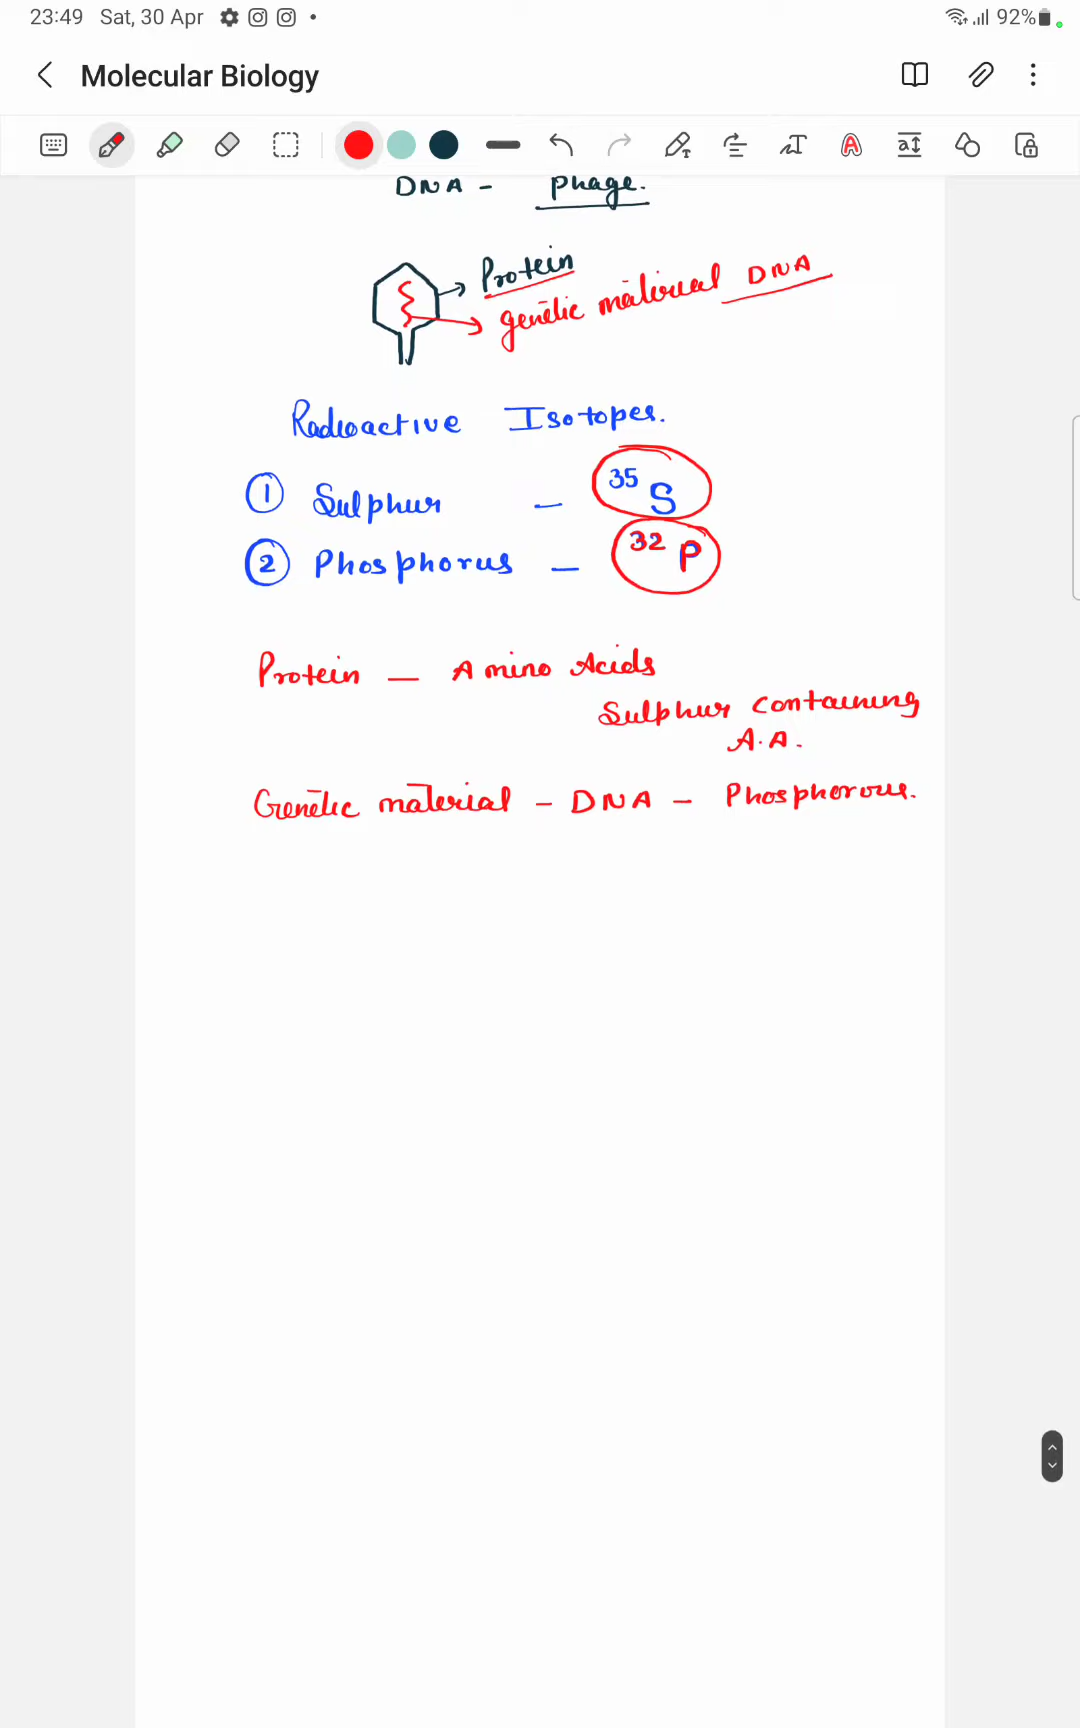 23:49 Sat, 30 Apr 92%
Molecular Biology
DNA - Phage.
Protein
genetic material DNA
Radioactive Isotopes.
1 Sulphur - 35 S
2 Phosphorus - 32 P
Protein - Amino Acids
Sulphur containing
A.A.
Genetic material - DNA - Phosphorous.